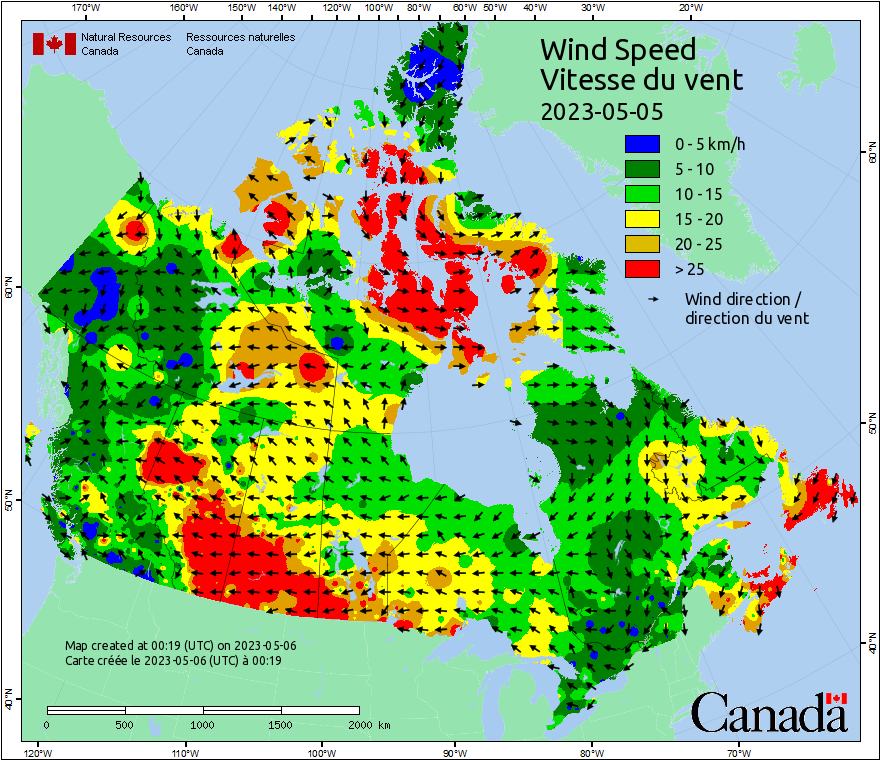 170°W 160°W 150°W 140°W 120°W 100°W 80°W 60°W 50°W 40°W 30°W 20°W
Natural Resources Ressources naturelles
Canada Canada
Wind Speed
Vitesse du vent
2023-05-05
0 - 5 km/h
5 - 10
10 - 15
15 - 20
20 - 25
> 25
Wind direction /
direction du vent
60°N 60°N
50°N 50°N
40°N 40°N
Map created at 00:19 (UTC) on 2023-05-06
Carte créée le 2023-05-06 (UTC) à 00:19
0 500 1000 1500 2000 km
Canada
120°W 110°W 100°W 90°W 80°W 70°W